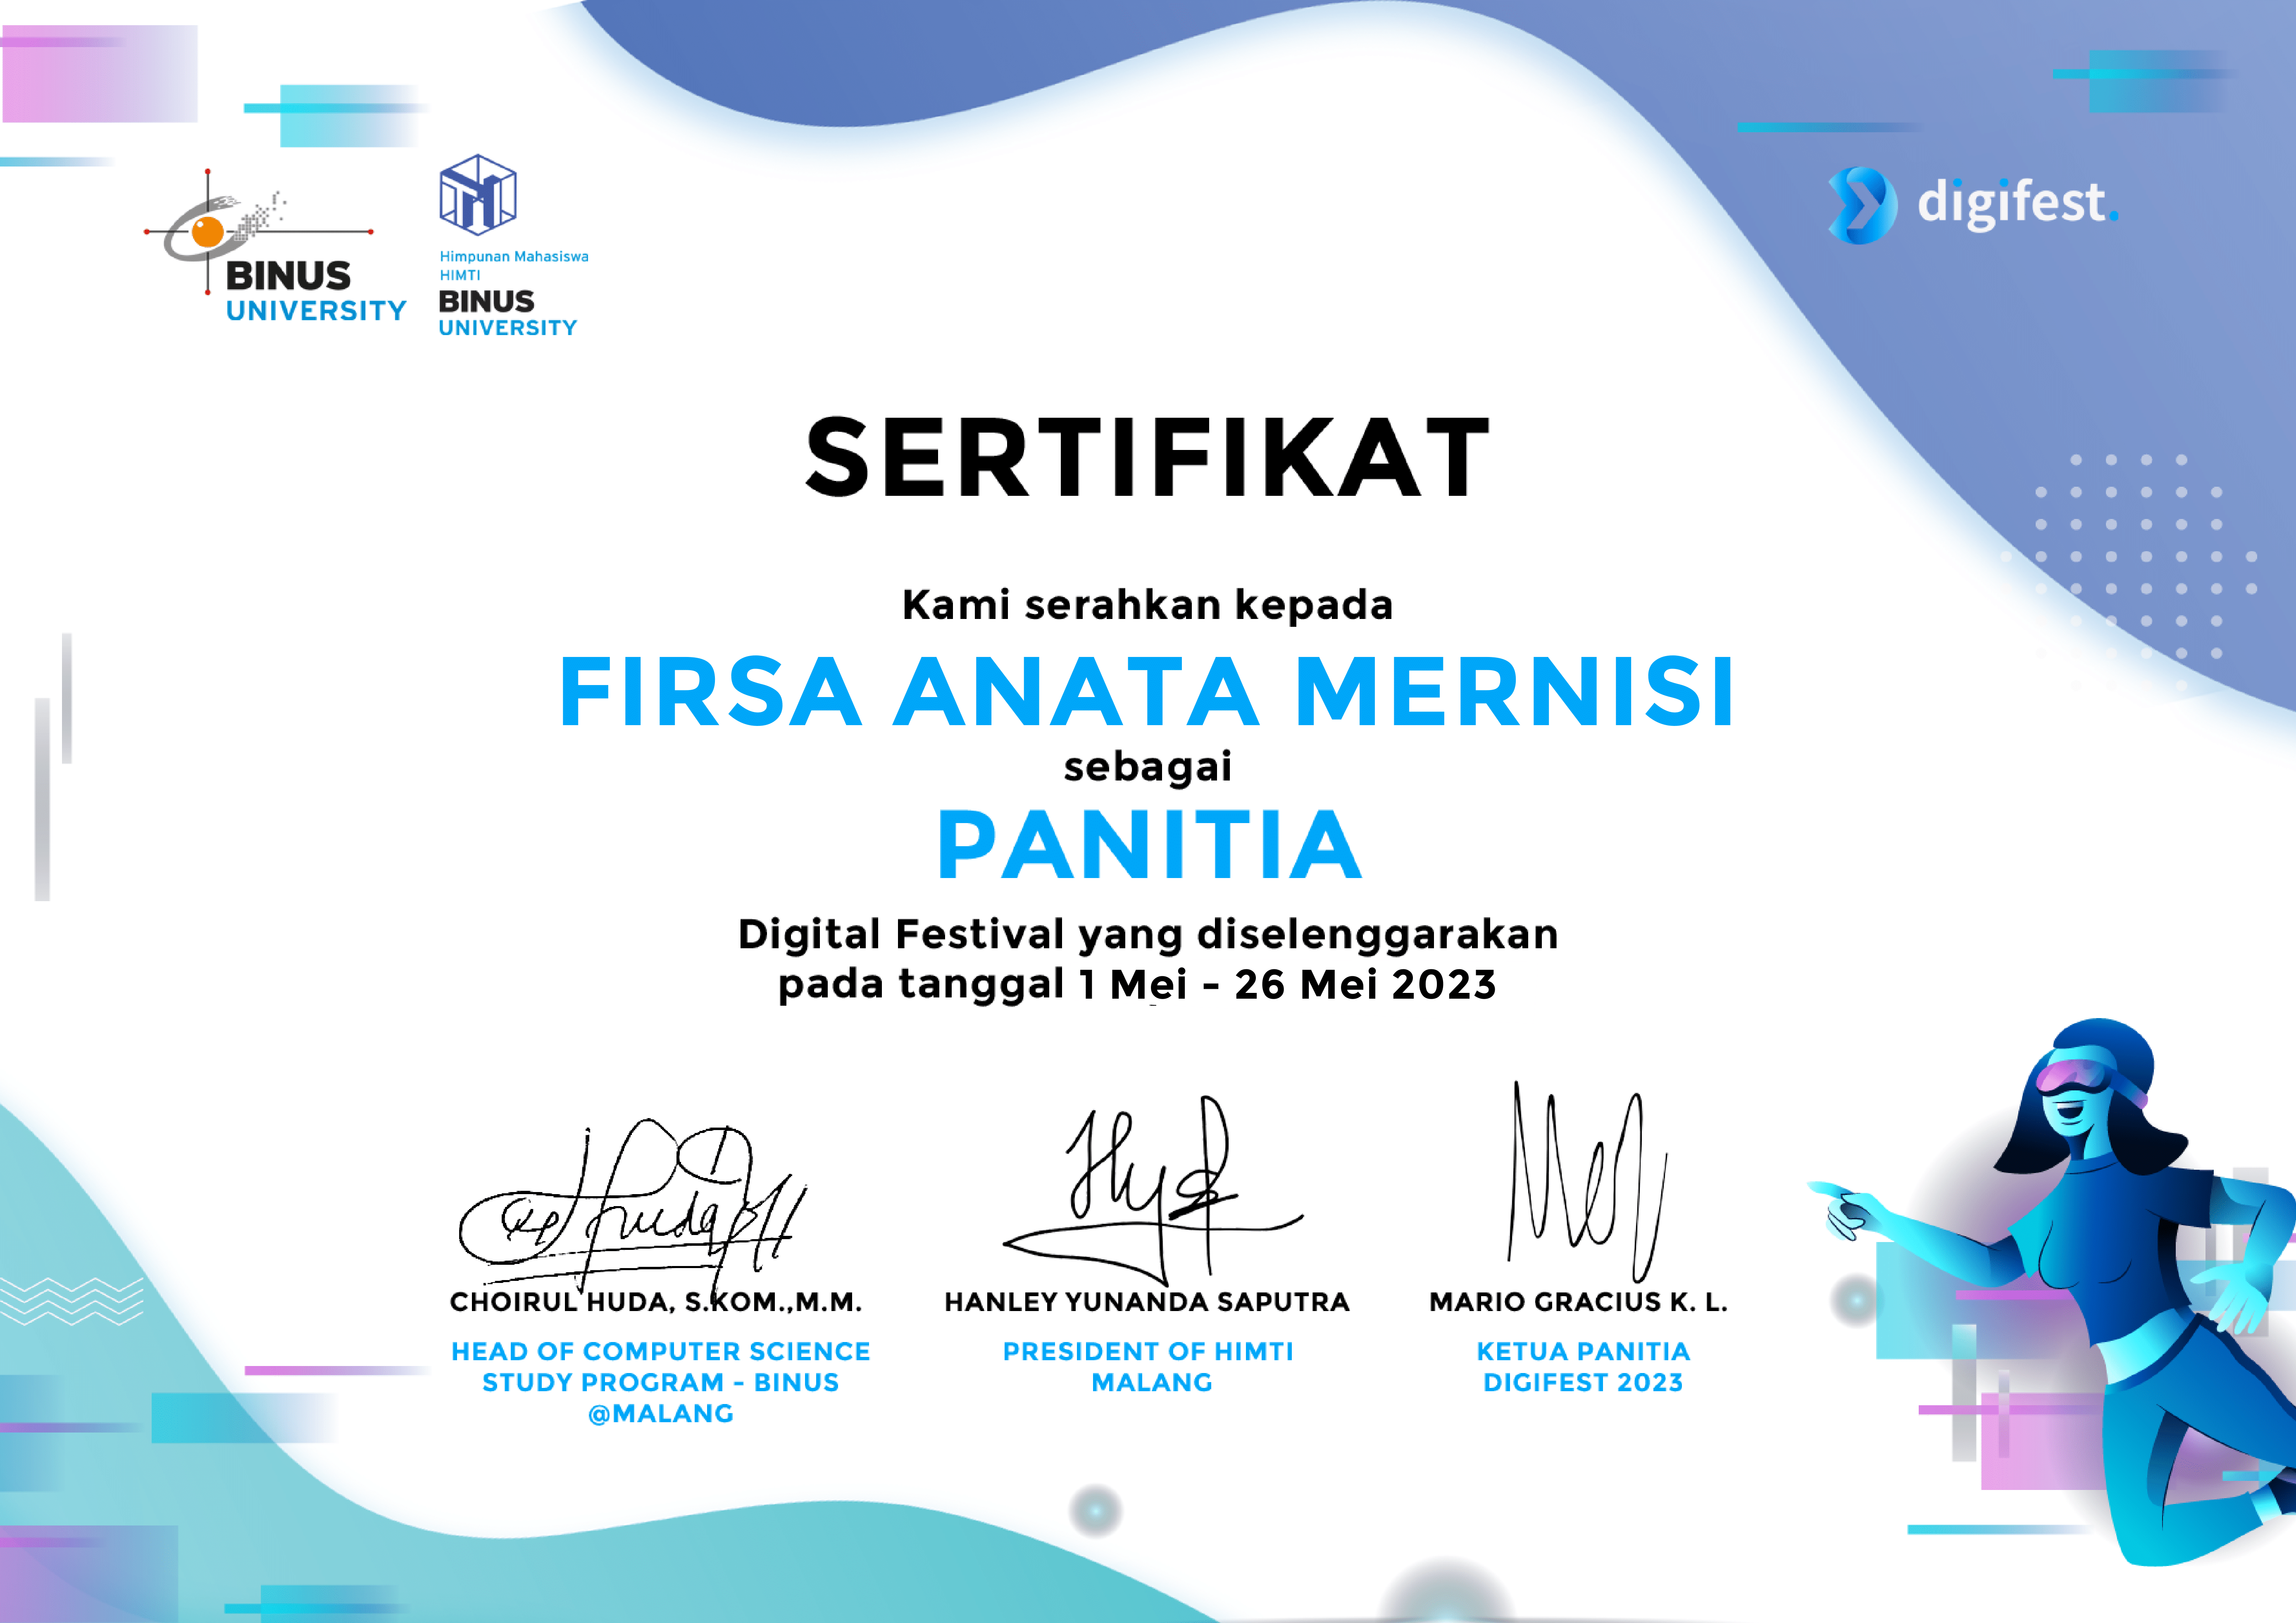 BINUS
UNIVERSITY
Himpunan Mahasiswa
HIMTI
BINUS
UNIVERSITY
digifest.
SERTIFIKAT
Kami serahkan kepada
FIRSA ANATA MERNISI
sebagai
PANITIA
Digital Festival yang diselenggarakan
pada tanggal 1 Mei - 26 Mei 2023
CHOIRUL HUDA, S.KOM.,M.M.
HEAD OF COMPUTER SCIENCE
STUDY PROGRAM - BINUS
@MALANG
HANLEY YUNANDA SAPUTRA
PRESIDENT OF HIMTI
MALANG
MARIO GRACIUS K. L.
KETUA PANITIA
DIGIFEST 2023